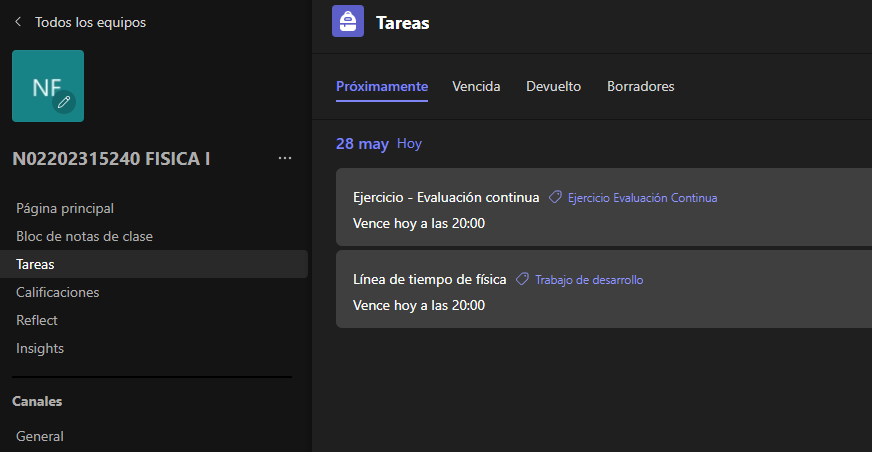 Todos los equipos
NF
N02202315240 FISICA I
Página principal
Bloc de notas de clase
Tareas
Calificaciones
Reflect
Insights
Canales
General
Tareas
Próximamente Vencida Devuelto Borradores
28 may Hoy
Ejercicio - Evaluación continua Ejercicio Evaluación Continua
Vence hoy a las 20:00
Línea de tiempo de física Trabajo de desarrollo
Vence hoy a las 20:00